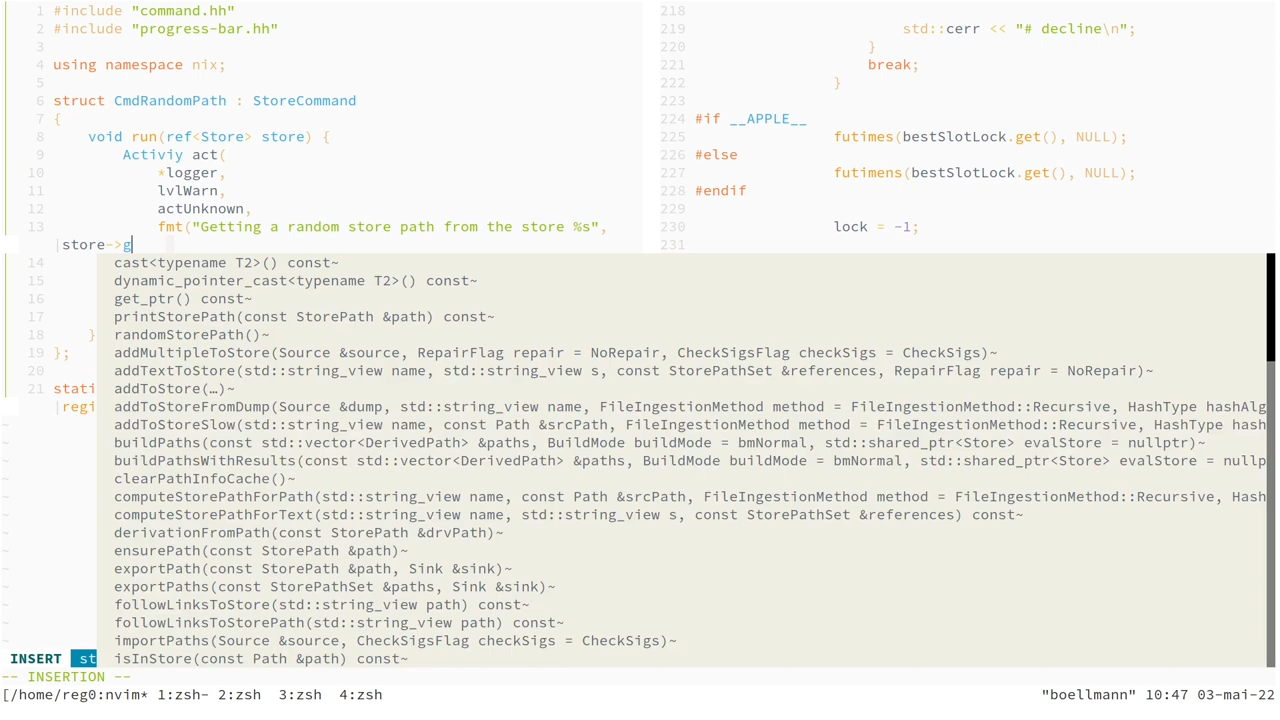 1 #include "command.hh"
2 #include "progress-bar.hh"
3
4 using namespace nix;
5
6 struct CmdRandomPath : StoreCommand
7 {
8 void run(ref<Store> store) {
9 Activiy act(
10 *logger,
11 lvlWarn,
12 actUnknown,
13 fmt("Getting a random store path from the store %s",
|store->g
14
15
16
17
18 }
19 };
20
21 stati
|regi
218
219 std::cerr << "# decline\n";
220 }
221 break;
222 }
223
224 #if __APPLE__
225 futimes(bestSlotLock.get(), NULL);
226 #else
227 futimens(bestSlotLock.get(), NULL);
228 #endif
229
230 lock = -1;
231
cast<typename T2>() const~
dynamic_pointer_cast<typename T2>() const~
get_ptr() const~
printStorePath(const StorePath &path) const~
randomStorePath()~
addMultipleToStore(Source &source, RepairFlag repair = NoRepair, CheckSigsFlag checkSigs = CheckSigs)~
addTextToStore(std::string_view name, std::string_view s, const StorePathSet &references, RepairFlag repair = NoRepair)~
addToStore(…)~
addToStoreFromDump(Source &dump, std::string_view name, FileIngestionMethod method = FileIngestionMethod::Recursive, HashType hashAlg
addToStoreSlow(std::string_view name, const Path &srcPath, FileIngestionMethod method = FileIngestionMethod::Recursive, HashType hash
buildPaths(const std::vector<DerivedPath> &paths, BuildMode buildMode = bmNormal, std::shared_ptr<Store> evalStore = nullptr)~
buildPathsWithResults(const std::vector<DerivedPath> &paths, BuildMode buildMode = bmNormal, std::shared_ptr<Store> evalStore = nullp
clearPathInfoCache()~
computeStorePathForPath(std::string_view name, const Path &srcPath, FileIngestionMethod method = FileIngestionMethod::Recursive, Hash
computeStorePathForText(std::string_view name, std::string_view s, const StorePathSet &references) const~
derivationFromPath(const StorePath &drvPath)~
ensurePath(const StorePath &path)~
exportPath(const StorePath &path, Sink &sink)~
exportPaths(const StorePathSet &paths, Sink &sink)~
followLinksToStore(std::string_view path) const~
followLinksToStorePath(std::string_view path) const~
importPaths(Source &source, CheckSigsFlag checkSigs = CheckSigs)~
isInStore(const Path &path) const~
INSERT st
-- INSERTION --
[/home/reg0:nvim* 1:zsh- 2:zsh 3:zsh 4:zsh "boellmann" 10:47 03-mai-22